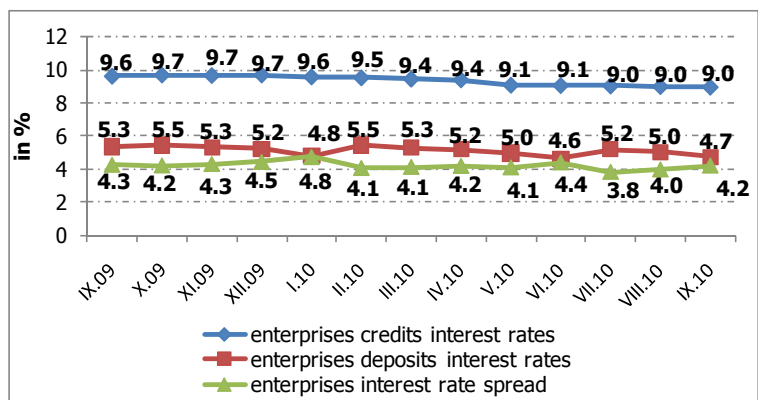 12
10
8
6
4
2
0
in %
9.6 9.7 9.7 9.7 9.6 9.5 9.4 9.4 9.1 9.1 9.0 9.0 9.0
5.3 5.5 5.3 5.2 4.8 5.5 5.3 5.2 5.0 4.6 5.2 5.0 4.7
4.3 4.2 4.3 4.5 4.8 4.1 4.1 4.2 4.1 4.4 3.8 4.0 4.2
IX.09 X.09 XI.09 XII.09 I.10 II.10 III.10 IV.10 V.10 VI.10 VII.10 VIII.10 IX.10
enterprises credits interest rates
enterprises deposits interest rates
enterprises interest rate spread